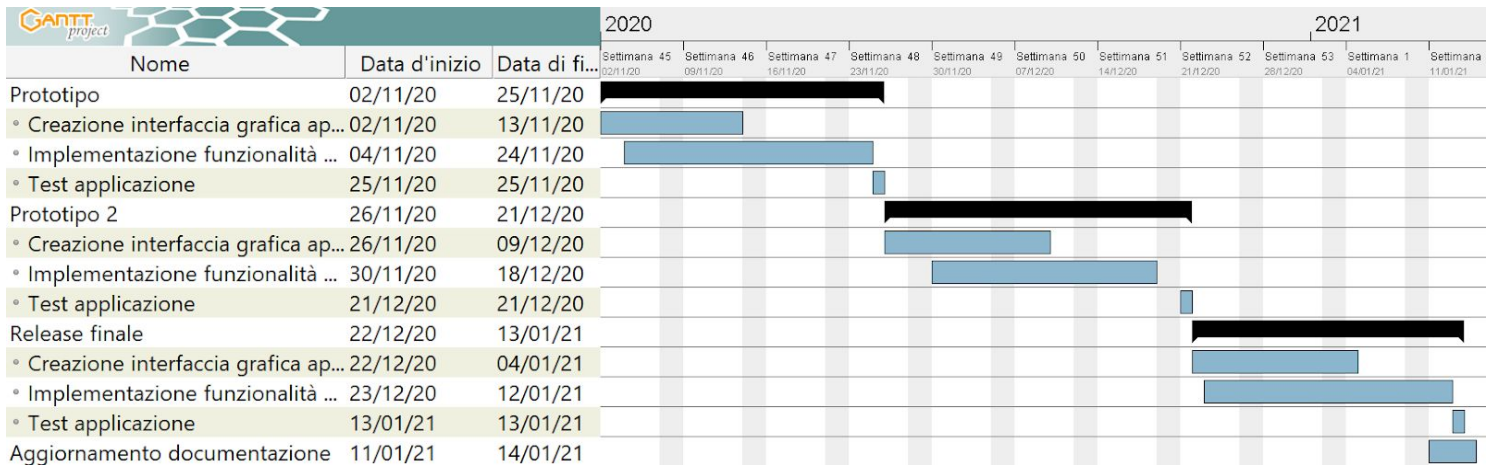 GANTT project
2020 2021
Nome Data d'inizio Data di fi...
Settimana 45 Settimana 46 Settimana 47 Settimana 48 Settimana 49 Settimana 50 Settimana 51 Settimana 52 Settimana 53 Settimana 1 Settimana
02/11/20 09/11/20 16/11/20 23/11/20 30/11/20 07/12/20 14/12/20 21/12/20 28/12/20 04/01/21 11/01/21
Prototipo 02/11/20 25/11/20
Creazione interfaccia grafica ap... 02/11/20 13/11/20
Implementazione funzionalità ... 04/11/20 24/11/20
Test applicazione 25/11/20 25/11/20
Prototipo 2 26/11/20 21/12/20
Creazione interfaccia grafica ap... 26/11/20 09/12/20
Implementazione funzionalità ... 30/11/20 18/12/20
Test applicazione 21/12/20 21/12/20
Release finale 22/12/20 13/01/21
Creazione interfaccia grafica ap... 22/12/20 04/01/21
Implementazione funzionalità ... 23/12/20 12/01/21
Test applicazione 13/01/21 13/01/21
Aggiornamento documentazione 11/01/21 14/01/21